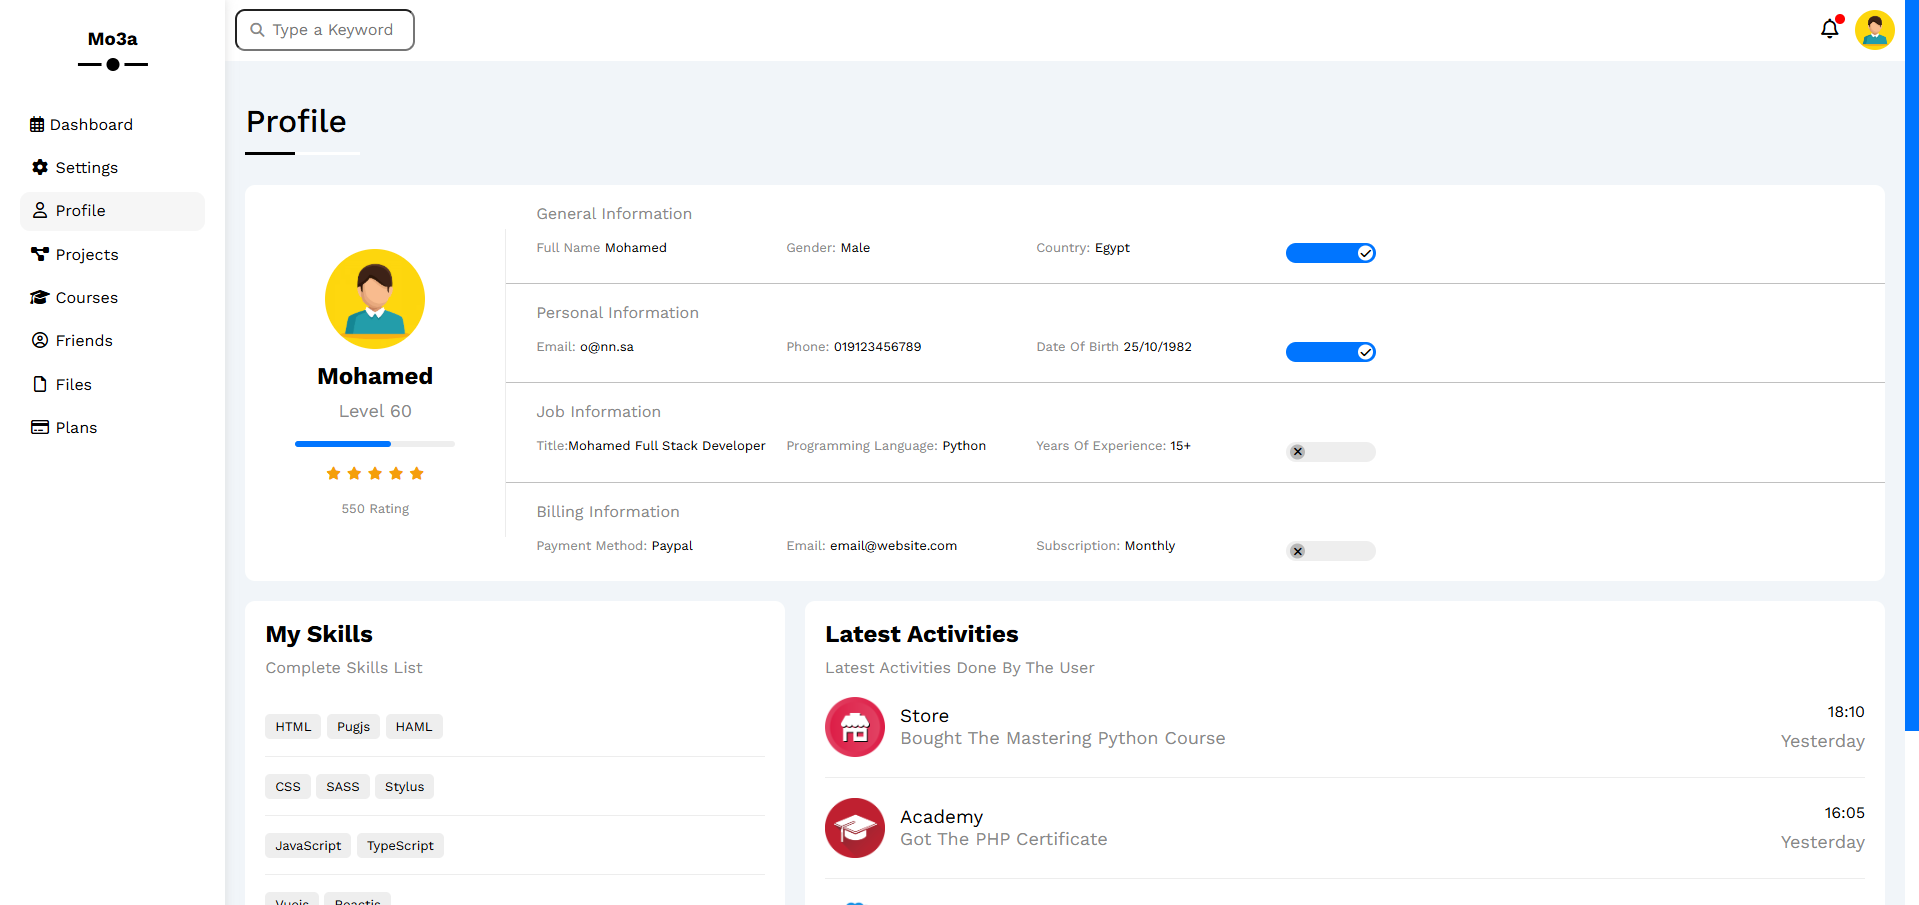 Mo3a
Type a Keyword
Dashboard
Settings
Profile
Projects
Courses
Friends
Files
Plans
Profile
Mohamed
Level 60
550 Rating
General Information
Full Name Mohamed
Gender: Male
Country: Egypt
Personal Information
Email: o@nn.sa
Phone: 019123456789
Date Of Birth 25/10/1982
Job Information
Title:Mohamed Full Stack Developer
Programming Language: Python
Years Of Experience: 15+
Billing Information
Payment Method: Paypal
Email: email@website.com
Subscription: Monthly
My Skills
Complete Skills List
HTML Pugjs HAML
CSS SASS Stylus
JavaScript TypeScript
Vuejs Reactjs
Latest Activities
Latest Activities Done By The User
Store
Bought The Mastering Python Course
18:10
Yesterday
Academy
Got The PHP Certificate
16:05
Yesterday